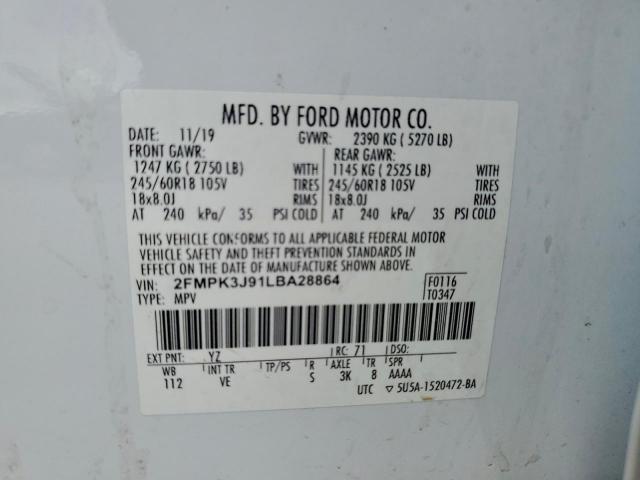 MFD. BY FORD MOTOR CO.
DATE: 11/19 GVWR: 2390 KG ( 5270 LB)
FRONT GAWR: REAR GAWR:
1247 KG ( 2750 LB) WITH 1145 KG ( 2525 LB) WITH
245/60R18 105V TIRES 245/60R18 105V TIRES
18x8.0J RIMS 18x8.0J RIMS
AT 240 kPa/ 35 PSI COLD AT 240 kPa/ 35 PSI COLD
THIS VEHICLE CONFORMS TO ALL APPLICABLE FEDERAL MOTOR
VEHICLE SAFETY AND THEFT PREVENTION STANDARDS IN
EFFECT ON THE DATE OF MANUFACTURE SHOWN ABOVE.
VIN: 2FMPK3J91LBA28864 F0116
TYPE: MPV T0347
EXT PNT: YZ RC: 71 DSO:
WB INT TR TP/PS R AXLE TR SPR
112 VE S 3K 8 AAAA
UTC ▽ 5U5A-1520472-BA